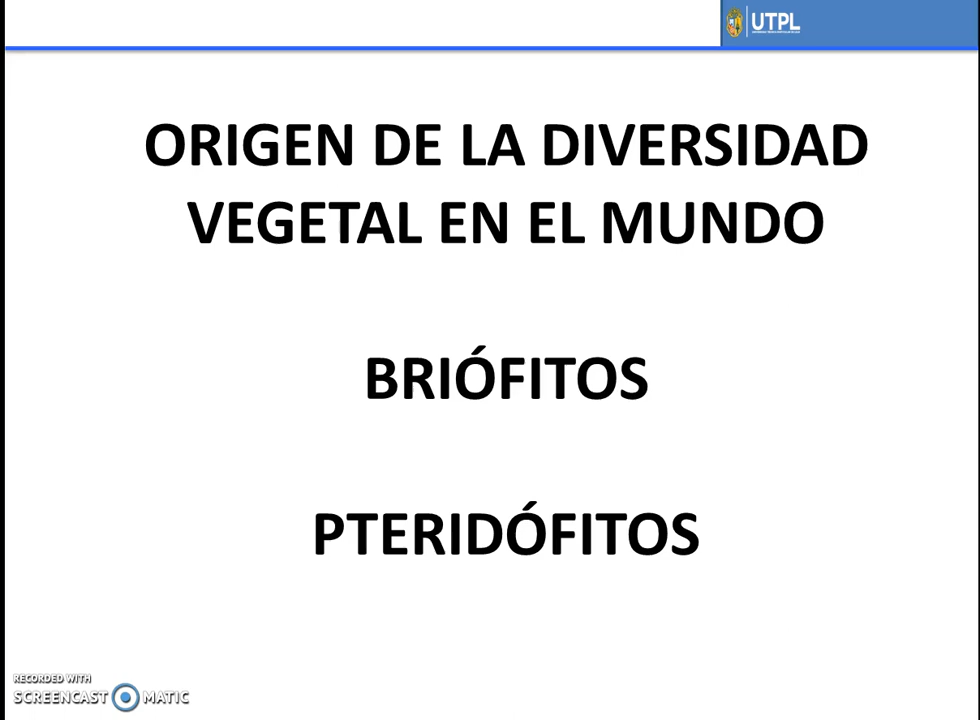 UTPL
ORIGEN DE LA DIVERSIDAD
VEGETAL EN EL MUNDO
BRIÓFITOS
PTERIDÓFITOS
RECORDED WITH
SCREENCAST MATIC